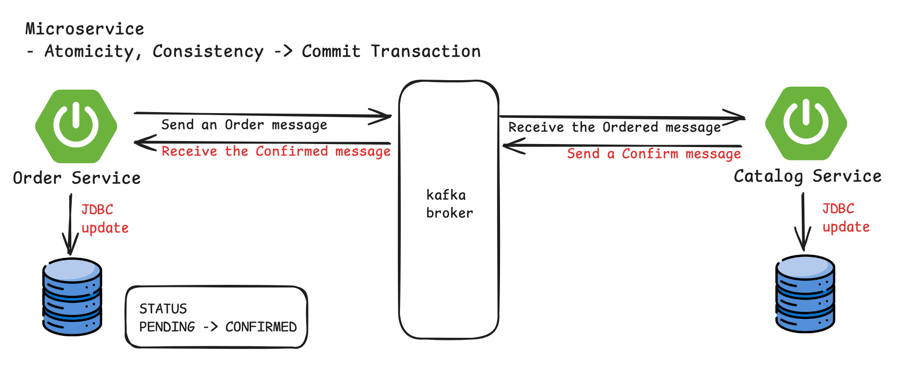 Microservice
- Atomicity, Consistency -> Commit Transaction
Send an Order message
Receive the Confirmed message
Receive the Ordered message
Send a Confirm message
Order Service
Catalog Service
kafka
broker
JDBC
update
JDBC
update
STATUS
PENDING -> CONFIRMED